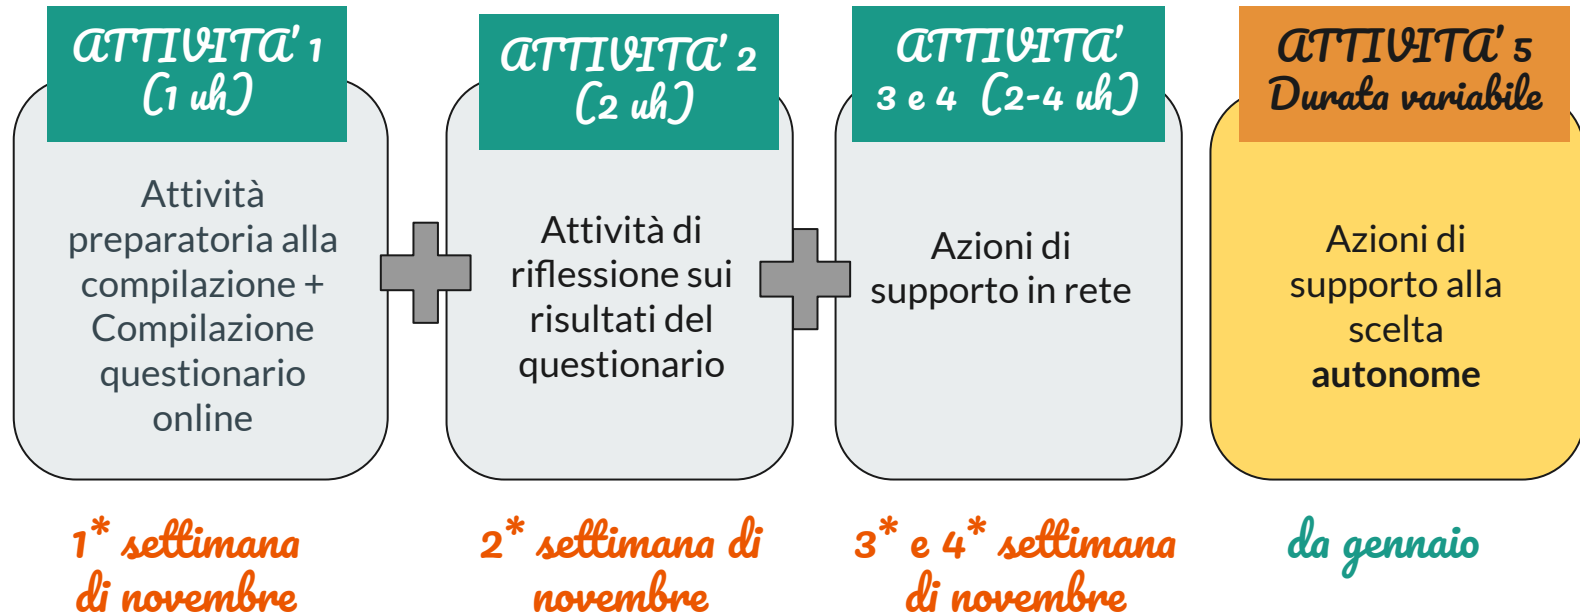 ATTIVITA' 1
(1 uh)
Attività
preparatoria alla
compilazione +
Compilazione
questionario
online
1* settimana
di novembre
ATTIVITA' 2
(2 uh)
Attività di
riflessione sui
risultati del
questionario
2* settimana di
novembre
ATTIVITA'
3 e 4 (2-4 uh)
Azioni di
supporto in rete
3* e 4* settimana
di novembre
ATTIVITA' 5
Durata variabile
Azioni di
supporto alla
scelta
autonome
da gennaio